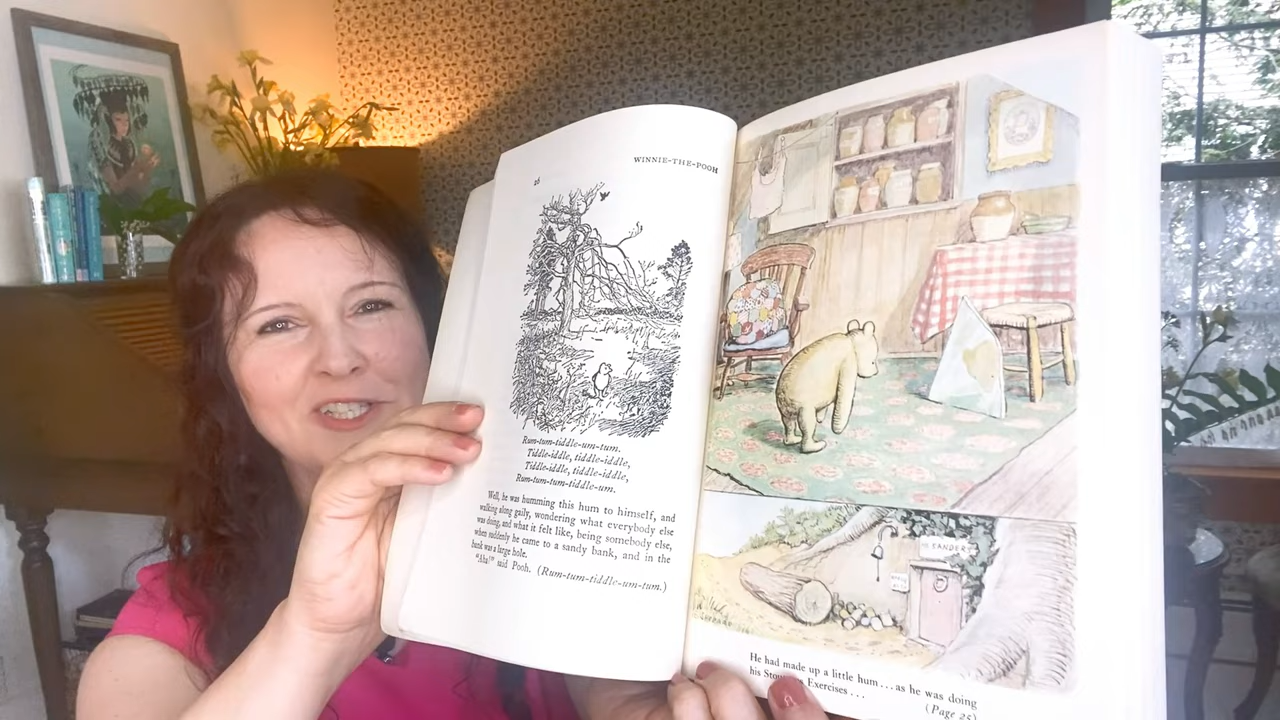 26
WINNIE-THE-POOH
Rum-tum-tiddle-um-tum.
Tiddle-iddle, tiddle-iddle,
Tiddle-iddle, tiddle-iddle,
Rum-tum-tum-tiddle-um.
Well, he was humming this hum to himself, and
walking along gaily, wondering what everybody else
was doing, and what it felt like, being somebody else,
when suddenly he came to a sandy bank, and in the
bank was a large hole.
"Aha!" said Pooh. (Rum-tum-tiddle-um-tum.)
SANDERS
He had made up a little hum ... as he was doing
his Exercises ...
(Page 25)